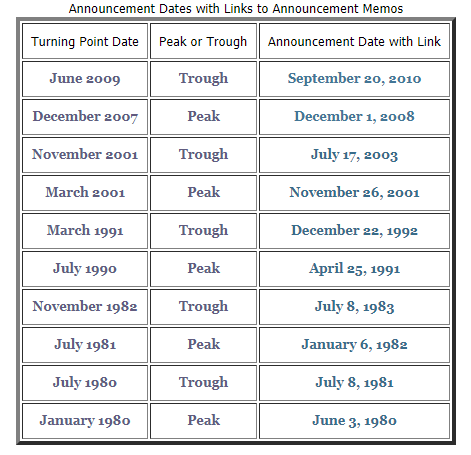 Announcement Dates with Links to Announcement Memos
Turning Point Date Peak or Trough Announcement Date with Link
June 2009 Trough September 20, 2010
December 2007 Peak December 1, 2008
November 2001 Trough July 17, 2003
March 2001 Peak November 26, 2001
March 1991 Trough December 22, 1992
July 1990 Peak April 25, 1991
November 1982 Trough July 8, 1983
July 1981 Peak January 6, 1982
July 1980 Trough July 8, 1981
January 1980 Peak June 3, 1980